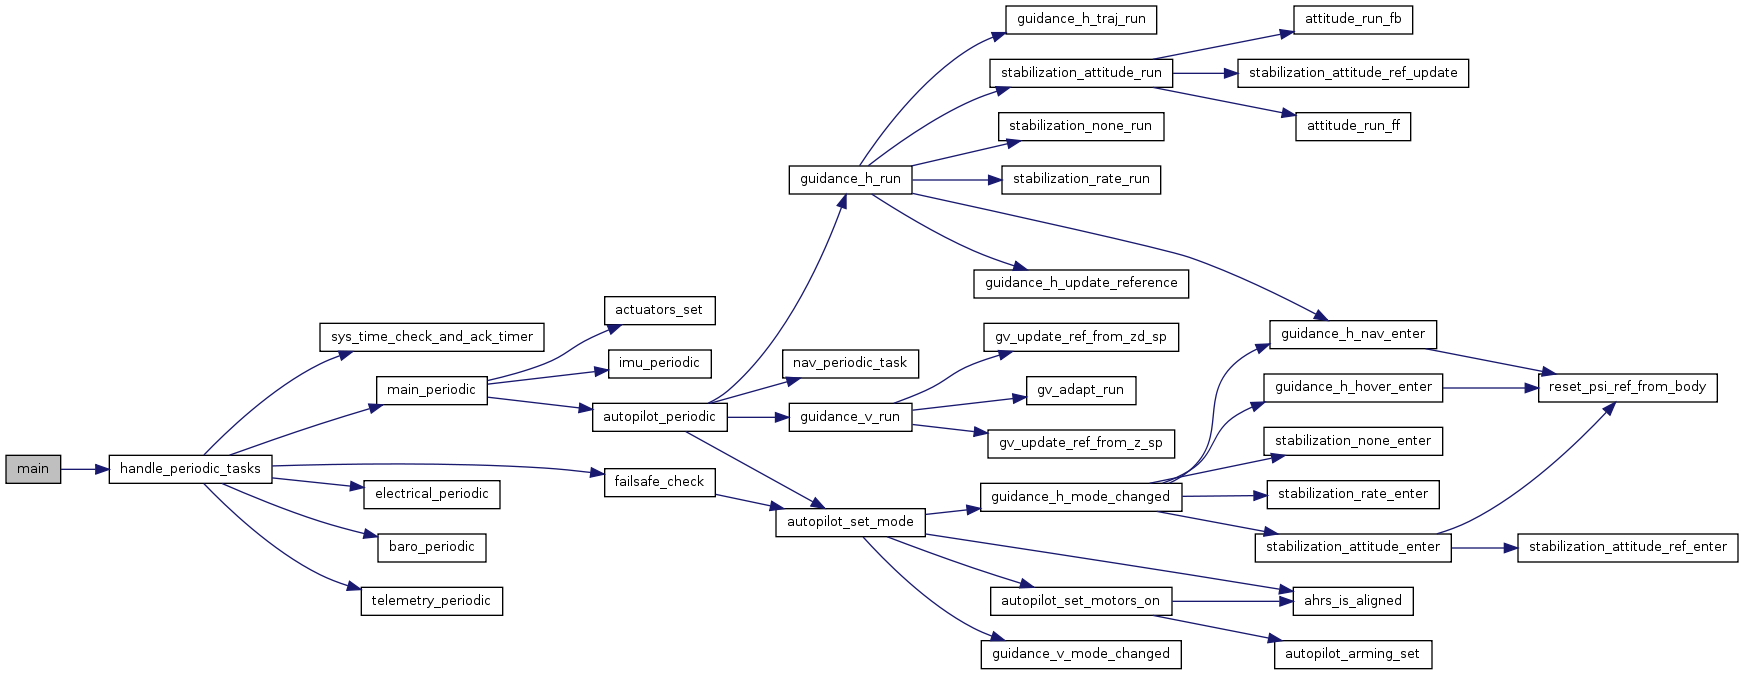 main
handle_periodic_tasks
sys_time_check_and_ack_timer
main_periodic
electrical_periodic
baro_periodic
telemetry_periodic
actuators_set
imu_periodic
autopilot_periodic
failsafe_check
guidance_h_run
nav_periodic_task
guidance_v_run
autopilot_set_mode
guidance_h_traj_run
stabilization_attitude_run
stabilization_none_run
stabilization_rate_run
guidance_h_update_reference
gv_update_ref_from_zd_sp
gv_adapt_run
gv_update_ref_from_z_sp
guidance_h_mode_changed
autopilot_set_motors_on
guidance_v_mode_changed
attitude_run_fb
stabilization_attitude_ref_update
attitude_run_ff
guidance_h_nav_enter
guidance_h_hover_enter
stabilization_none_enter
stabilization_rate_enter
stabilization_attitude_enter
ahrs_is_aligned
autopilot_arming_set
reset_psi_ref_from_body
stabilization_attitude_ref_enter